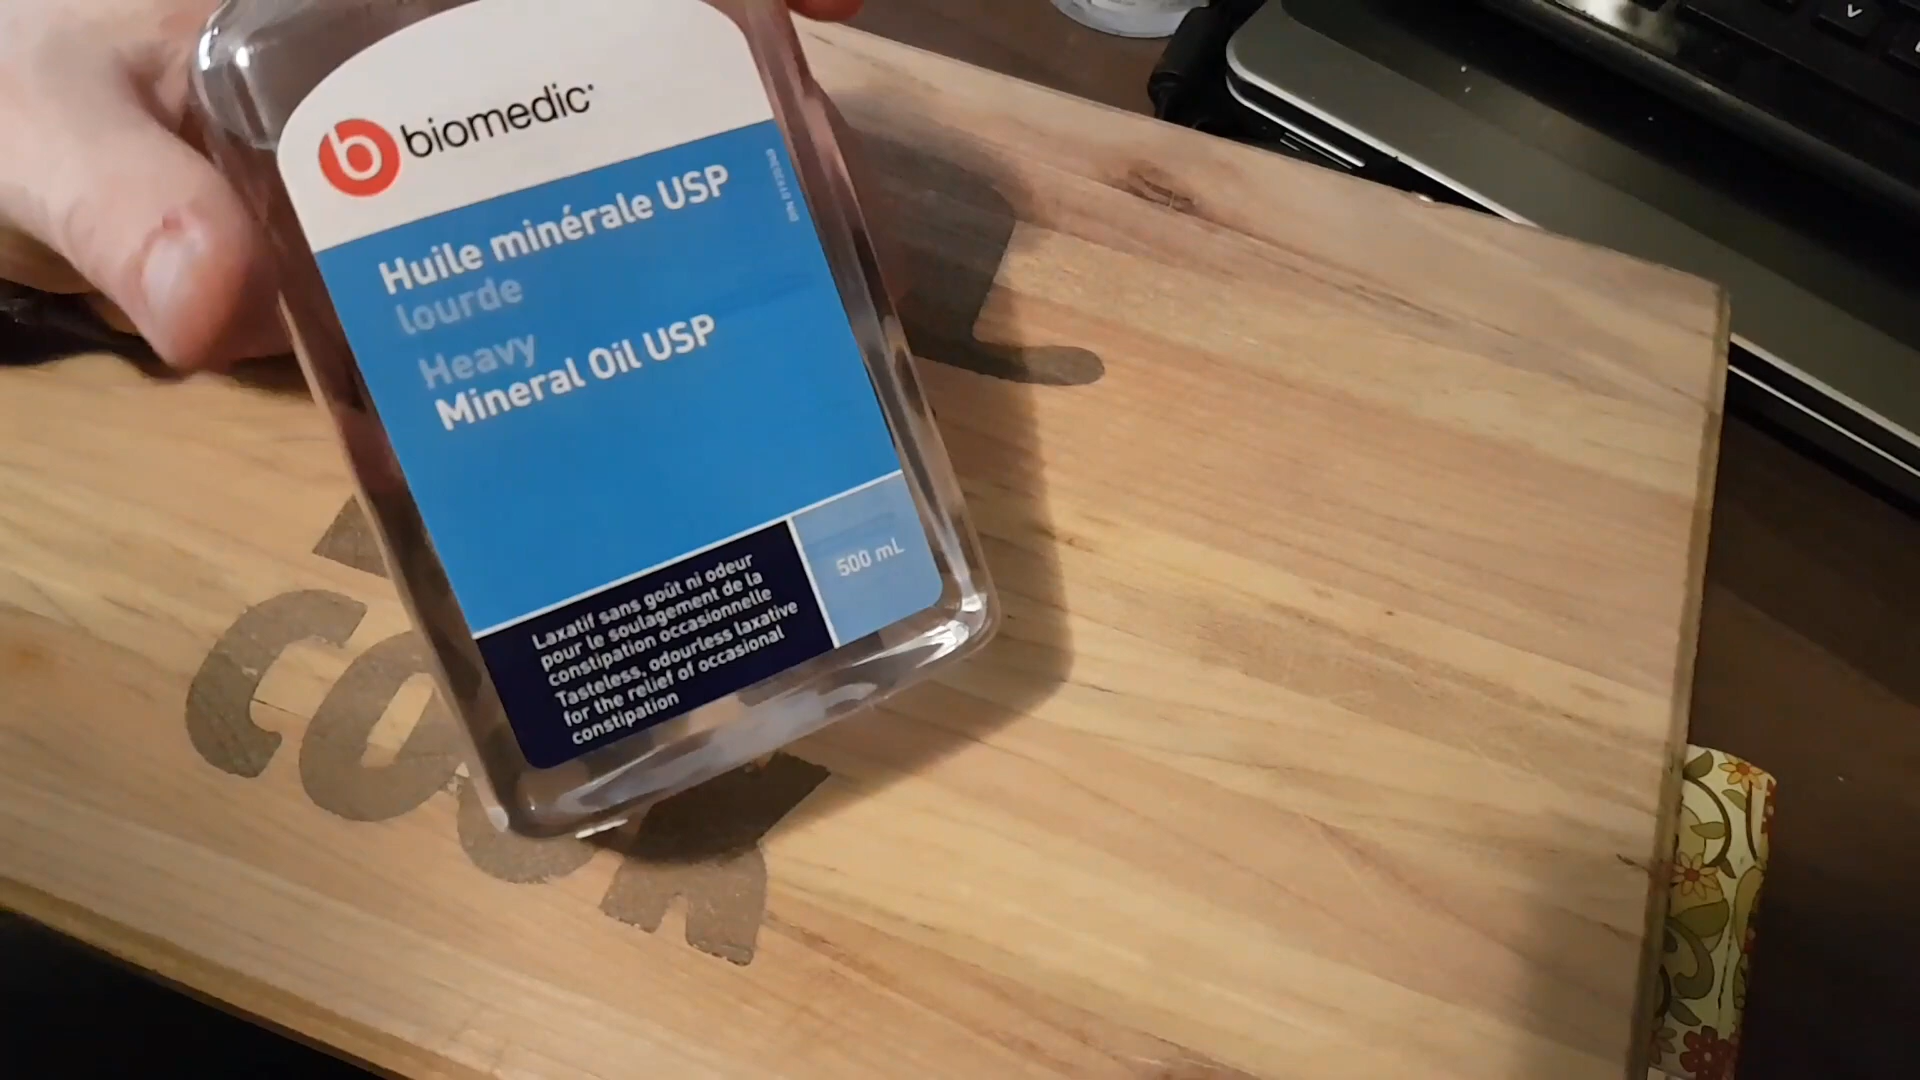 biomedic
Huile minérale USP
lourde
Heavy
Mineral Oil USP
500 mL
Laxatif sans goût ni odeur
pour le soulagement de la
constipation occasionnelle
Tasteless, odourless laxative
for the relief of occasional
constipation